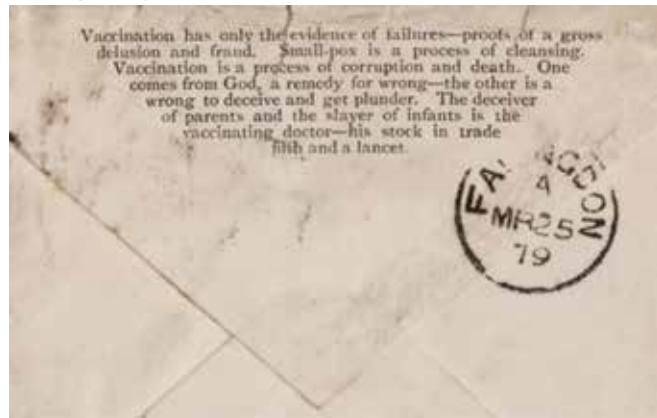 Vaccination has only the evidence of failures—proofs of a gross
delusion and fraud. Small-pox is a process of cleansing.
Vaccination is a process of corruption and death. One
comes from God, a remedy for wrong—the other is a
wrong to deceive and get plunder. The deceiver
of parents and the slayer of infants is the
vaccinating doctor—his stock in trade
filth and a lancet.
A
MR25
79